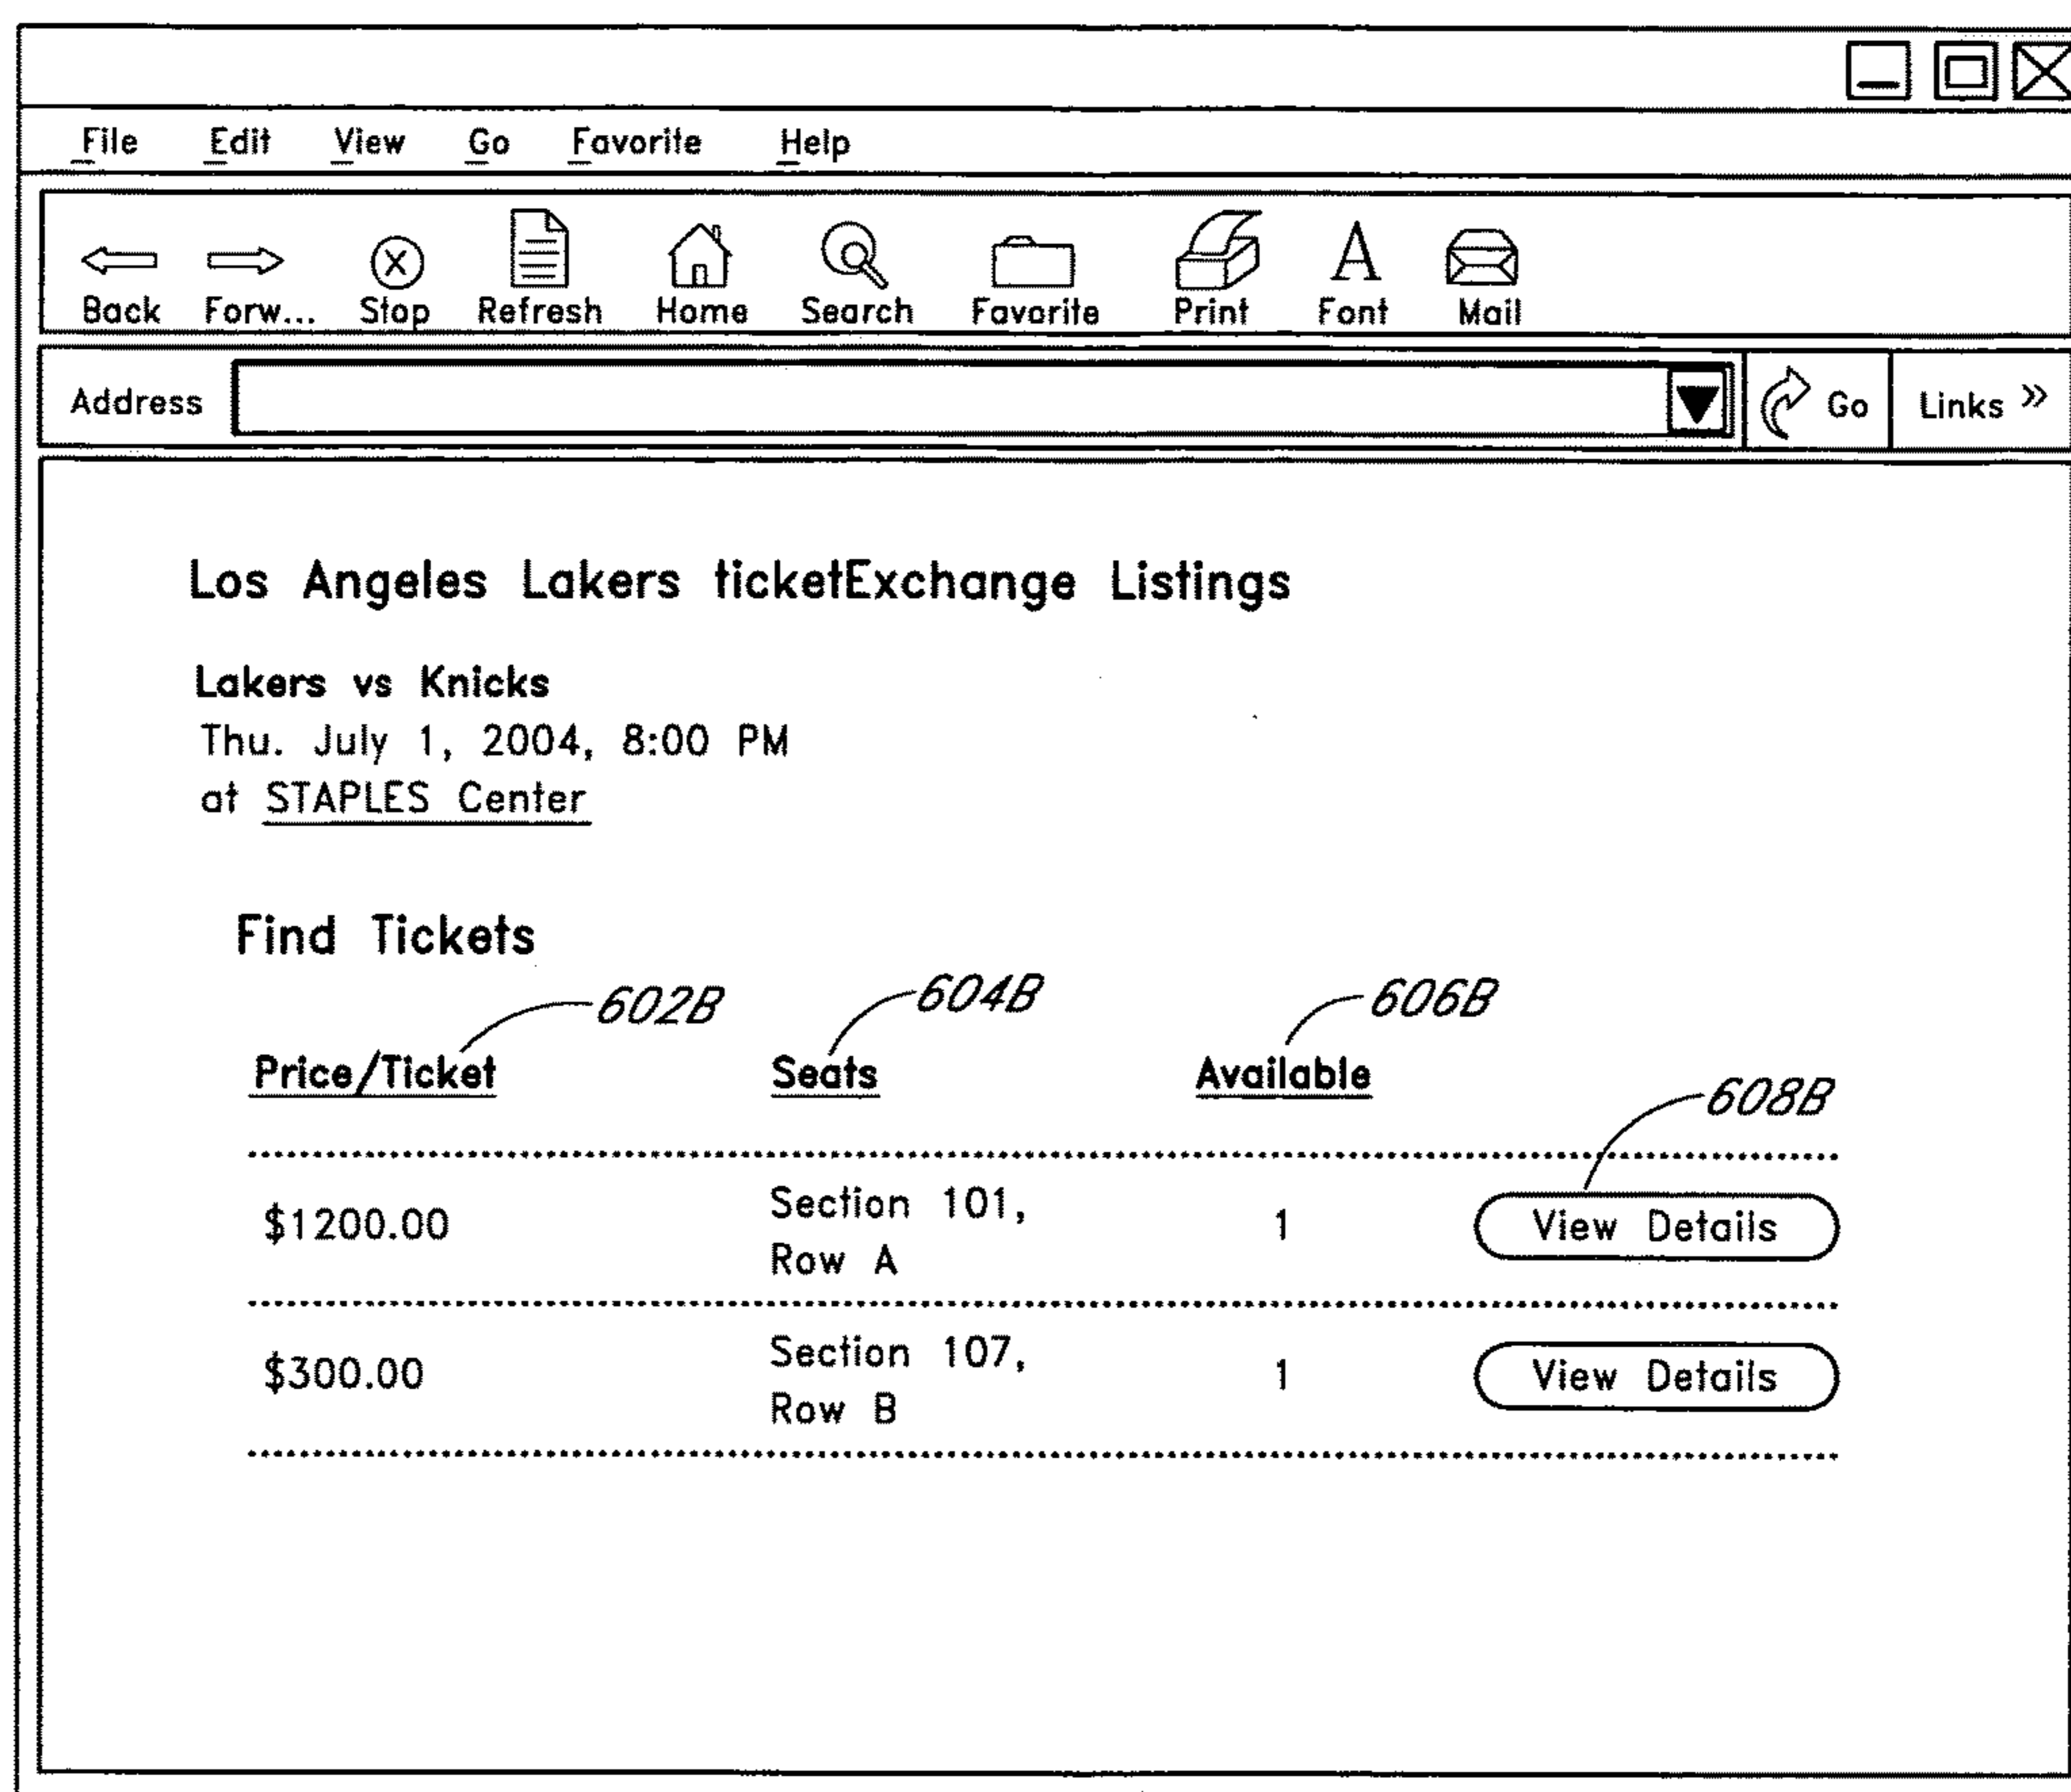 File Edit View Go Favorite Help
Back Forw... Stop Refresh Home Search Favorite Print A Font Mail
Address Go Links »
Los Angeles Lakers ticketExchange Listings
Lakers vs Knicks
Thu. July 1, 2004, 8:00 PM
at STAPLES Center
Find Tickets
602B 604B 606B
Price/Ticket Seats Available
608B
$1200.00 Section 101, 1 View Details
Row A
$300.00 Section 107, 1 View Details
Row B